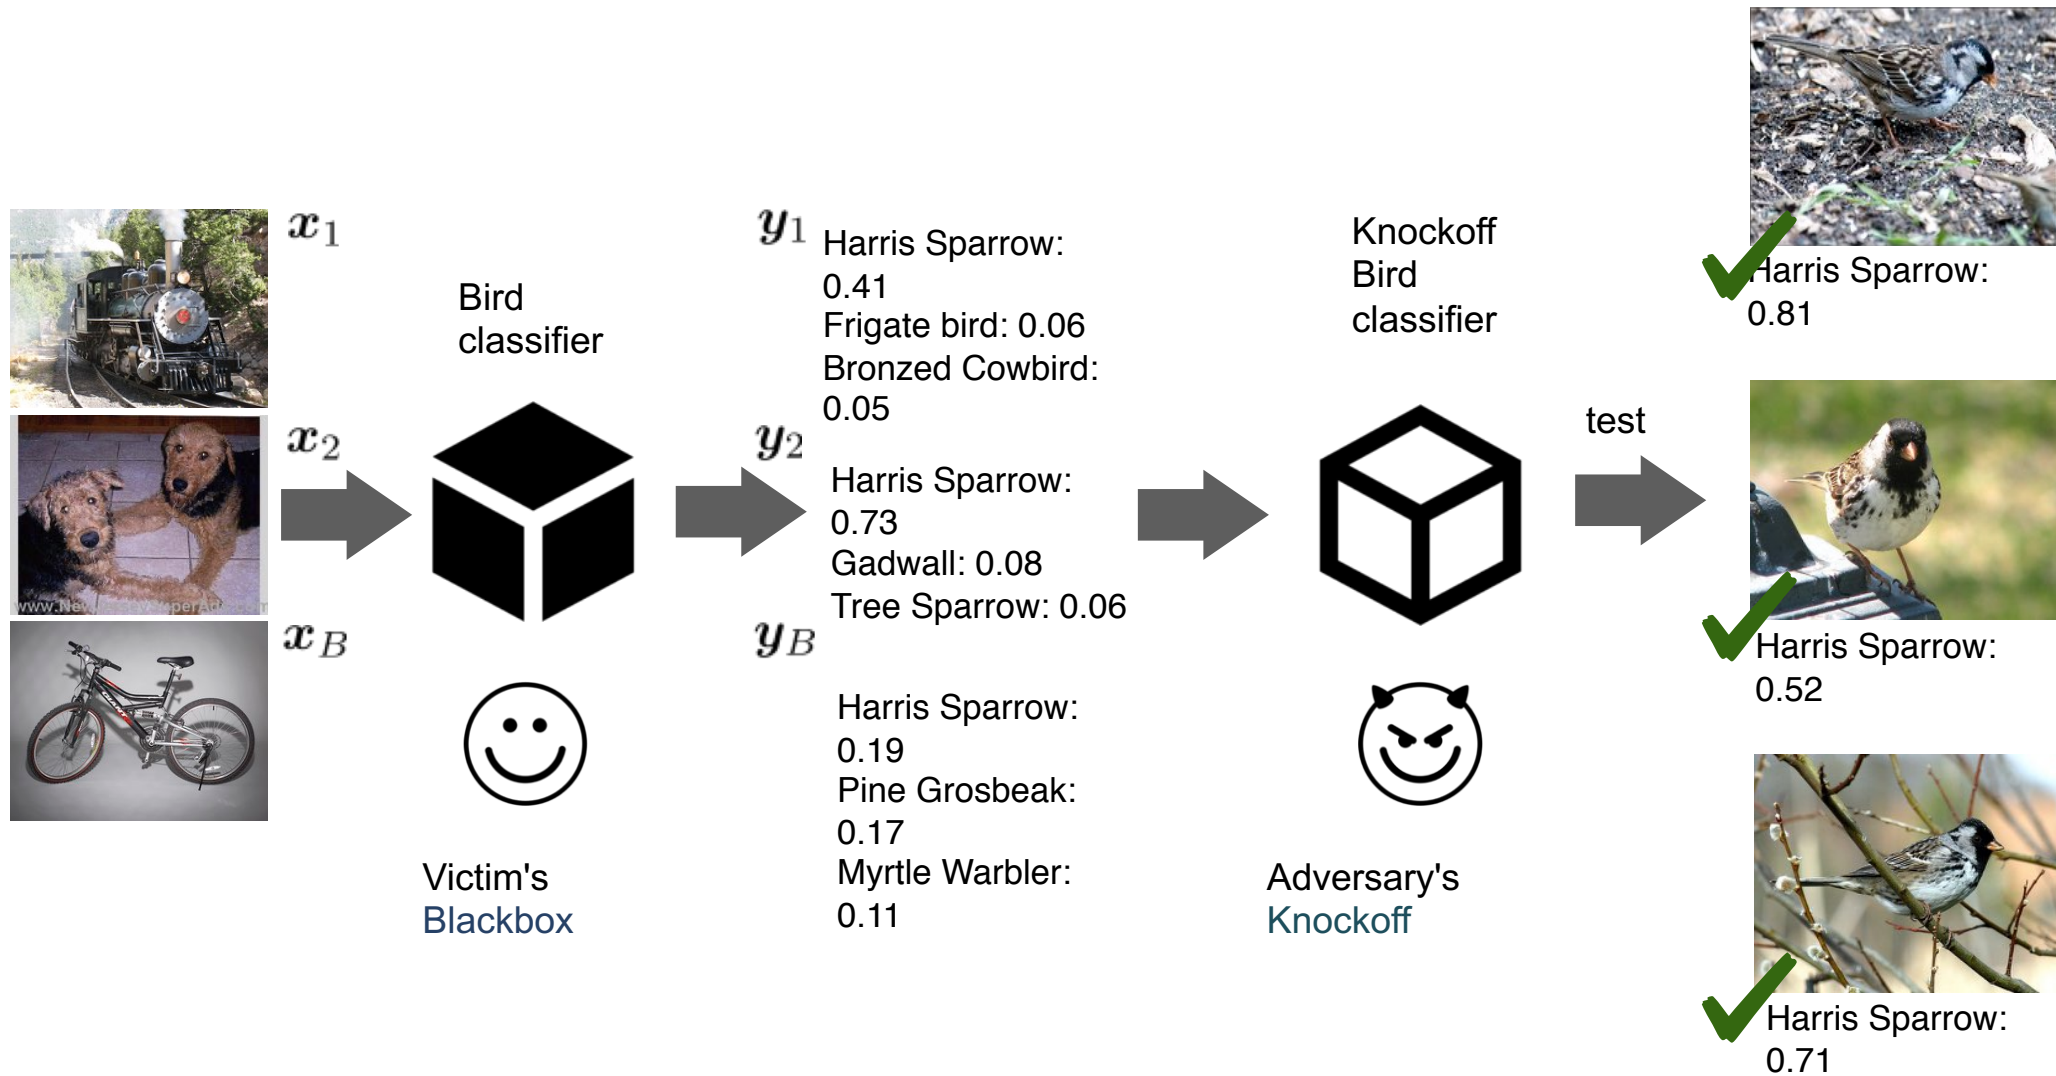 x1
Bird
classifier
y1
Harris Sparrow:
0.41
Frigate bird: 0.06
Bronzed Cowbird:
0.05
x2
y2
Harris Sparrow:
0.73
Gadwall: 0.08
Tree Sparrow: 0.06
xB
yB
Harris Sparrow:
0.19
Pine Grosbeak:
0.17
Myrtle Warbler:
0.11
Victim's
Blackbox
Knockoff
Bird
classifier
Adversary's
Knockoff
test
Harris Sparrow:
0.81
Harris Sparrow:
0.52
Harris Sparrow:
0.71